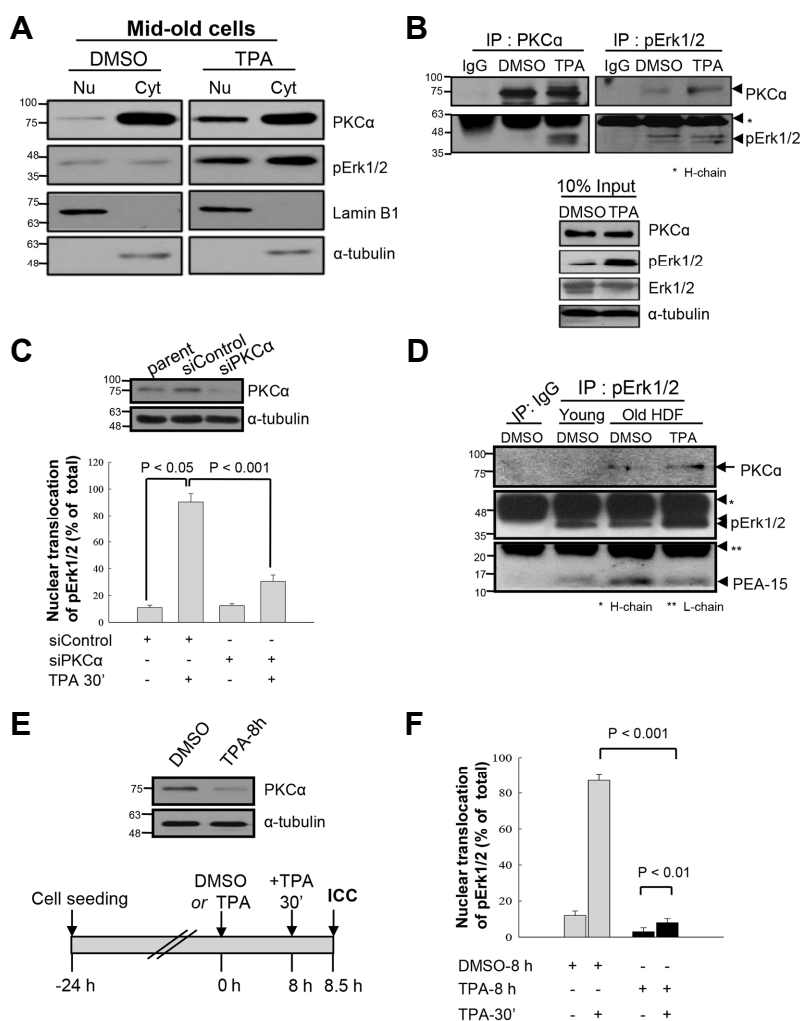 A
Mid-old cells
DMSO TPA
Nu Cyt Nu Cyt
100
75
PKCα
48
35
pErk1/2
75
63
Lamin B1
63
48
α-tubulin
B
IP : PKCα IP : pErk1/2
IgG DMSO TPA IgG DMSO TPA
100
75
PKCα
63
48
35
*
pErk1/2
* H-chain
10% Input
DMSO TPA
PKCα
pErk1/2
Erk1/2
α-tubulin
C
parent siControl siPKCα
100
75
PKCα
63
48
α-tubulin
Nuclear translocation
of pErk1/2 (% of total)
120
100
80
60
40
20
0
P < 0.05 P < 0.001
siControl + + - -
siPKCα - - + +
TPA 30' - + - +
D
IP: IgG
IP : pErk1/2
Young Old HDF
DMSO DMSO DMSO TPA
100
75
PKCα
48
35
*
pErk1/2
20
17
10
**
PEA-15
* H-chain ** L-chain
E
DMSO TPA-8h
75
PKCα
63
48
α-tubulin
Cell seeding
DMSO
or TPA
+TPA
30'
ICC
-24 h 0 h 8 h 8.5 h
F
Nuclear translocation
of pErk1/2 (% of total)
100
80
60
40
20
0
P < 0.001
P < 0.01
DMSO-8 h + + - -
TPA-8 h - - + +
TPA-30' - + - +